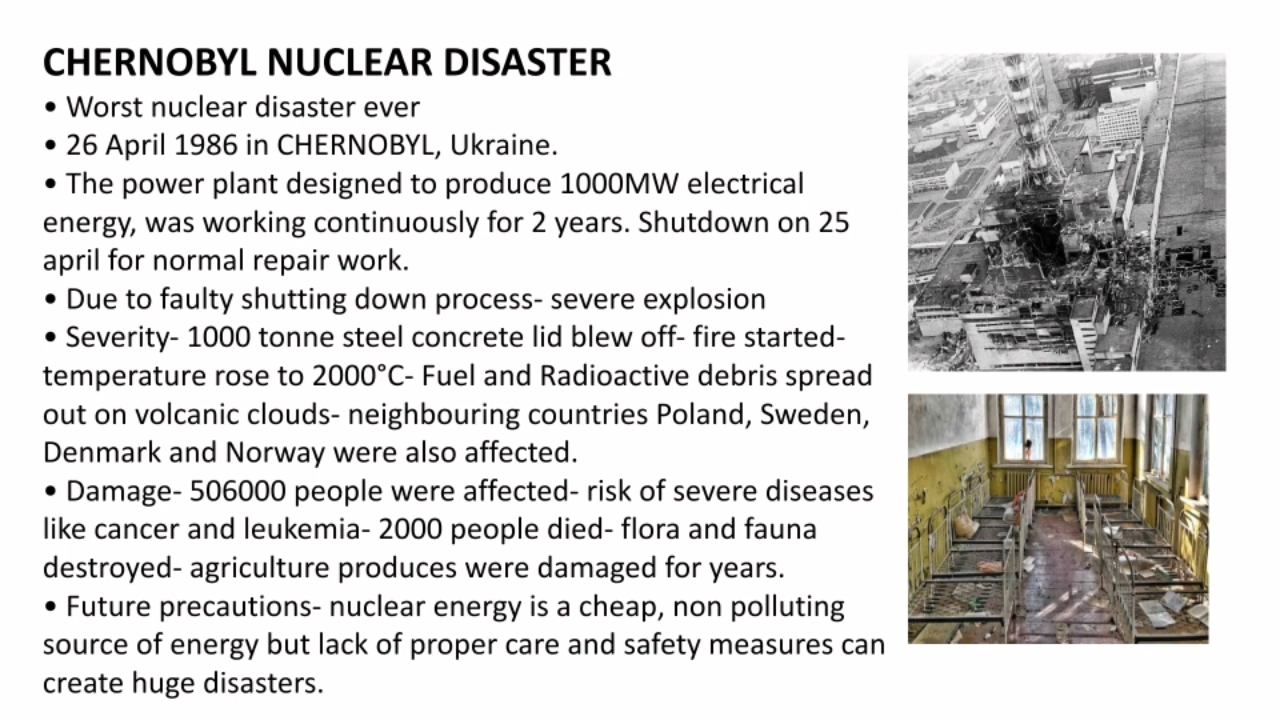 CHERNOBYL NUCLEAR DISASTER
• Worst nuclear disaster ever
• 26 April 1986 in CHERNOBYL, Ukraine.
• The power plant designed to produce 1000MW electrical
energy, was working continuously for 2 years. Shutdown on 25
april for normal repair work.
• Due to faulty shutting down process- severe explosion
• Severity- 1000 tonne steel concrete lid blew off- fire started-
temperature rose to 2000°C- Fuel and Radioactive debris spread
out on volcanic clouds- neighbouring countries Poland, Sweden,
Denmark and Norway were also affected.
• Damage- 506000 people were affected- risk of severe diseases
like cancer and leukemia- 2000 people died- flora and fauna
destroyed- agriculture produces were damaged for years.
• Future precautions- nuclear energy is a cheap, non polluting
source of energy but lack of proper care and safety measures can
create huge disasters.